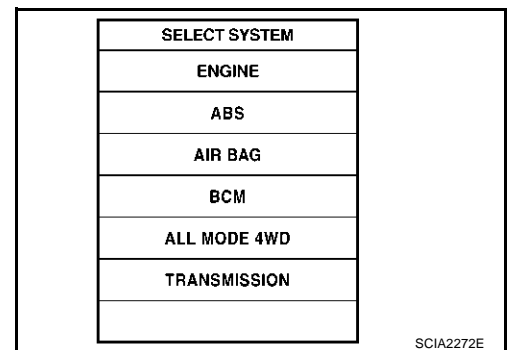 SELECT SYSTEM
ENGINE
ABS
AIR BAG
BCM
ALL MODE 4WD
TRANSMISSION
SCIA2272E